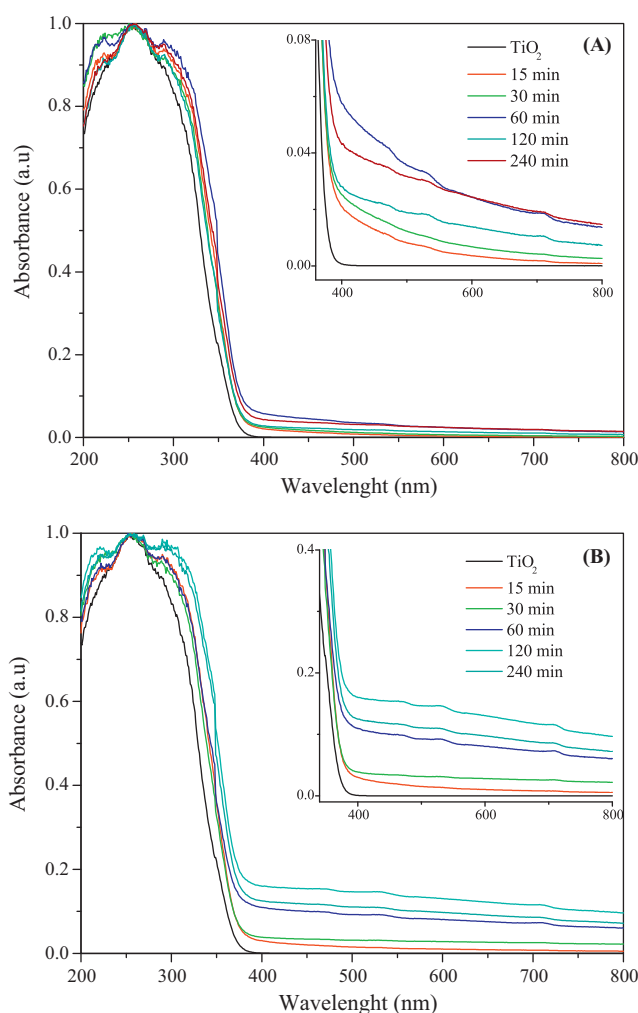 (A)
TiO₂
15 min
30 min
60 min
120 min
240 min
0.08
0.04
0.00
400 600 800
1.0
0.8
0.6
0.4
0.2
0.0
Absorbance (a.u)
200 300 400 500 600 700 800
Wavelenght (nm)
(B)
TiO₂
15 min
30 min
60 min
120 min
240 min
0.4
0.2
0.0
400 600 800
1.0
0.8
0.6
0.4
0.2
0.0
Absorbance (a.u)
200 300 400 500 600 700 800
Wavelenght (nm)